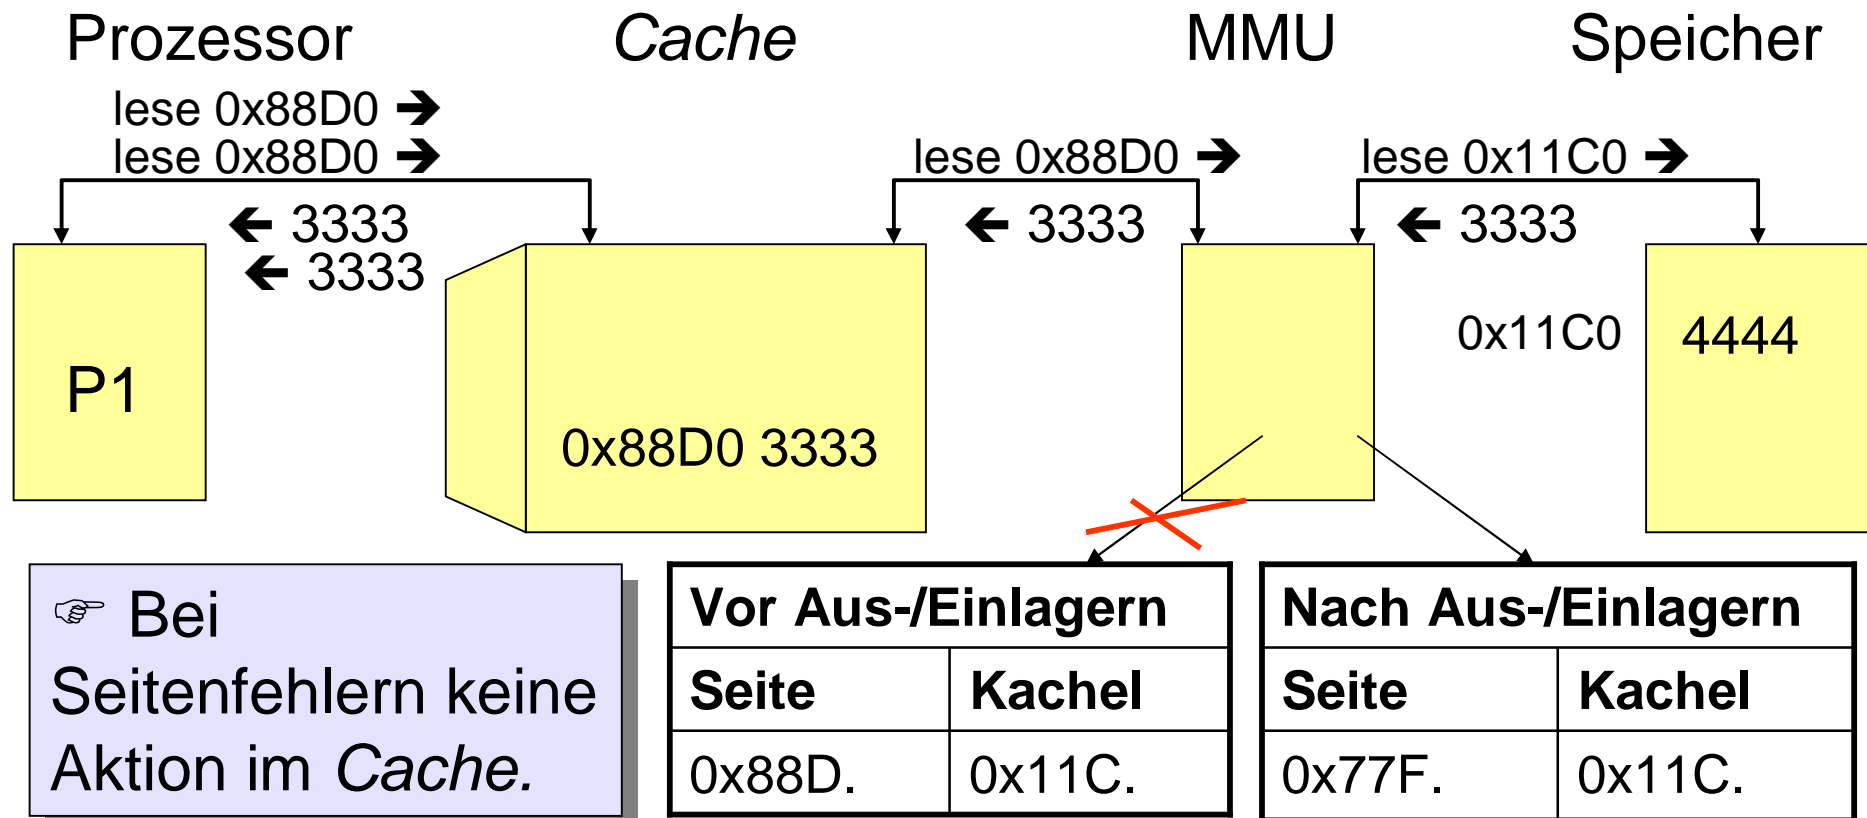 Prozessor Cache MMU Speicher
lese 0x88D0 ➔
lese 0x88D0 ➔ lese 0x88D0 ➔ lese 0x11C0 ➔
🡸 3333 🡸 3333 🡸 3333
🡸 3333
0x11C0 4444
P1
0x88D0 3333
☞ Bei
Seitenfehlern keine
Aktion im Cache.
Vor Aus-/Einlagern
Seite Kachel
0x88D. 0x11C.
Nach Aus-/Einlagern
Seite Kachel
0x77F. 0x11C.